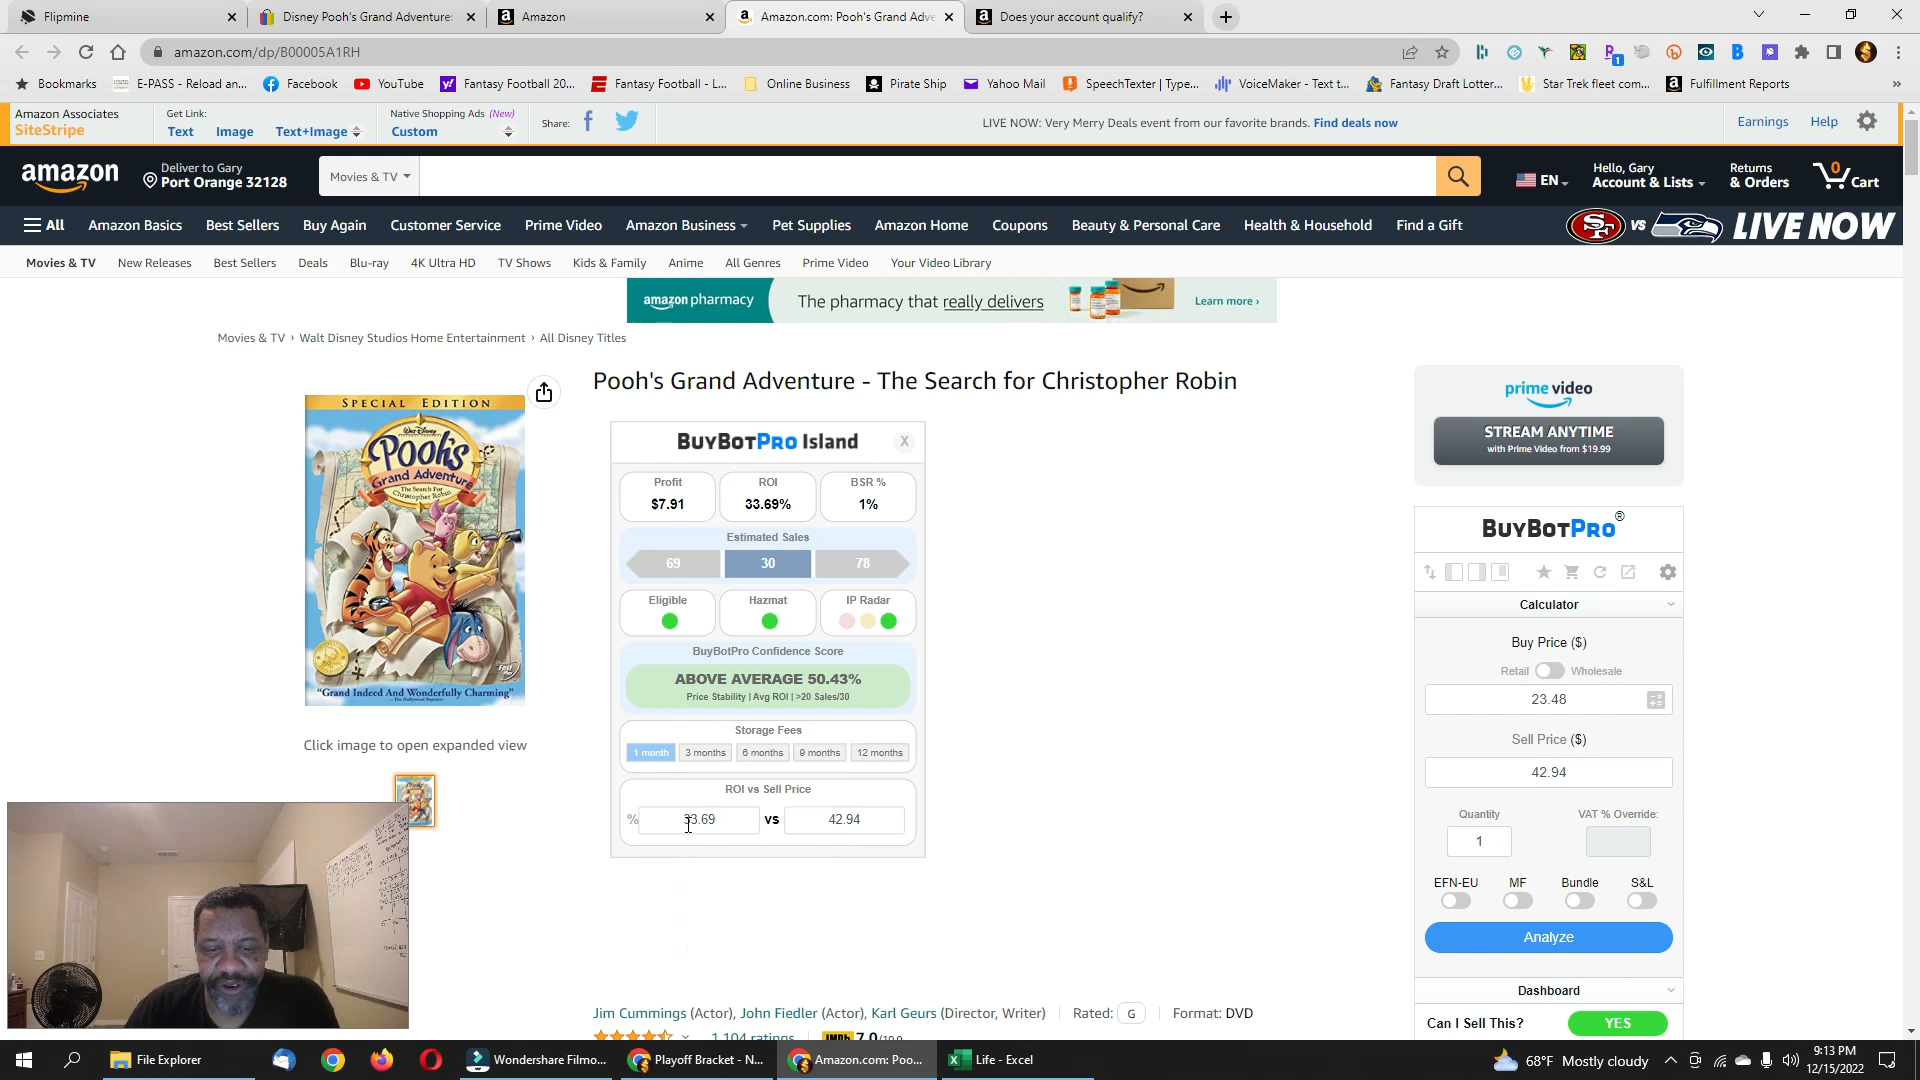 Flipmine
Disney Pooh's Grand Adventure:
Amazon
Amazon.com: Pooh's Grand Adve
Does your account qualify?
amazon.com/dp/B00005A1RH
Bookmarks
E-PASS - Reload an...
Facebook
YouTube
Fantasy Football 20...
Fantasy Football - L...
Online Business
Pirate Ship
Yahoo Mail
SpeechTexter | Type...
VoiceMaker - Text t...
Fantasy Draft Lotter...
Star Trek fleet com...
Fulfillment Reports
Amazon Associates
SiteStripe
Get Link:
Text
Image
Text+Image
Native Shopping Ads (New)
Custom
Share:
LIVE NOW: Very Merry Deals event from our favorite brands. Find deals now
Earnings
Help
amazon
Deliver to Gary
Port Orange 32128
Movies & TV
EN
Hello, Gary
Account & Lists
Returns
& Orders
0
Cart
All
Amazon Basics
Best Sellers
Buy Again
Customer Service
Prime Video
Amazon Business
Pet Supplies
Amazon Home
Coupons
Beauty & Personal Care
Health & Household
Find a Gift
SF
VS
LIVE NOW
Movies & TV
New Releases
Best Sellers
Deals
Blu-ray
4K Ultra HD
TV Shows
Kids & Family
Anime
All Genres
Prime Video
Your Video Library
amazon pharmacy
The pharmacy that really delivers
Learn more ›
Movies & TV › Walt Disney Studios Home Entertainment › All Disney Titles
SPECIAL EDITION
Walt Disney
Pooh's
Grand Adventure
The Search For
Christopher Robin
"Grand Indeed And Wonderfully Charming"
Click image to open expanded view
Pooh's Grand Adventure - The Search for Christopher Robin
BuyBotPro Island
X
Profit
$7.91
ROI
33.69%
BSR %
1%
Estimated Sales
69
30
78
Eligible
Hazmat
IP Radar
BuyBotPro Confidence Score
ABOVE AVERAGE 50.43%
Price Stability | Avg ROI | >20 Sales/30
Storage Fees
1 month
3 months
6 months
9 months
12 months
ROI vs Sell Price
%
33.69
vs
42.94
Jim Cummings (Actor), John Fiedler (Actor), Karl Geurs (Director, Writer)
Rated: G
Format: DVD
1,104 ratings
IMDb 7.0/10.0
prime video
STREAM ANYTIME
with Prime Video from $19.99
BuyBotPro®
Calculator
Buy Price ($)
Retail
Wholesale
23.48
Sell Price ($)
42.94
Quantity
VAT % Override:
1
EFN-EU
MF
Bundle
S&L
Analyze
Dashboard
Can I Sell This?
YES
File Explorer
Wondershare Filmo...
Playoff Bracket - N...
Amazon.com: Poo...
Life - Excel
68°F Mostly cloudy
9:13 PM
12/15/2022